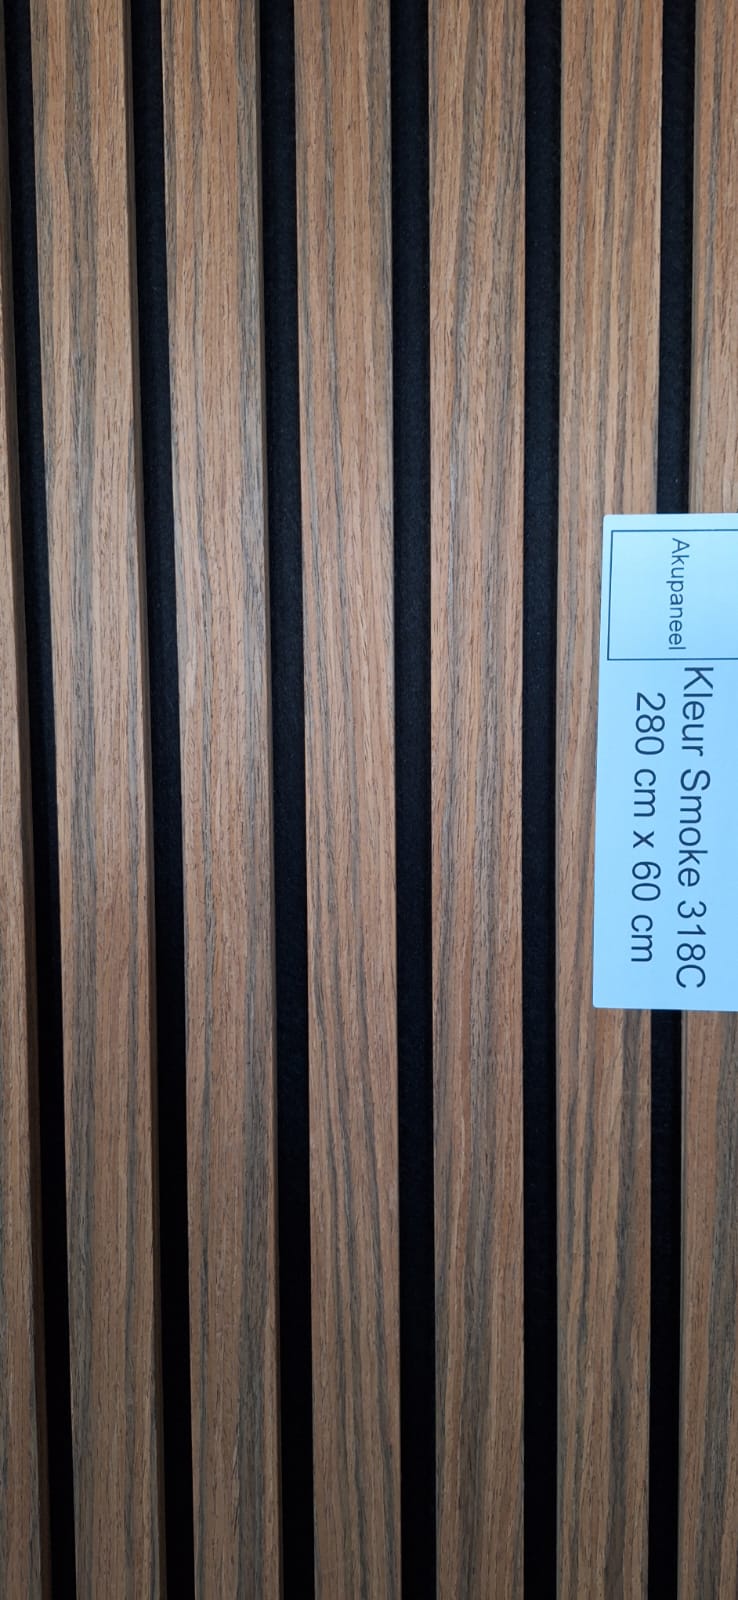 Akupaneel
Kleur Smoke 318C
280 cm x 60 cm